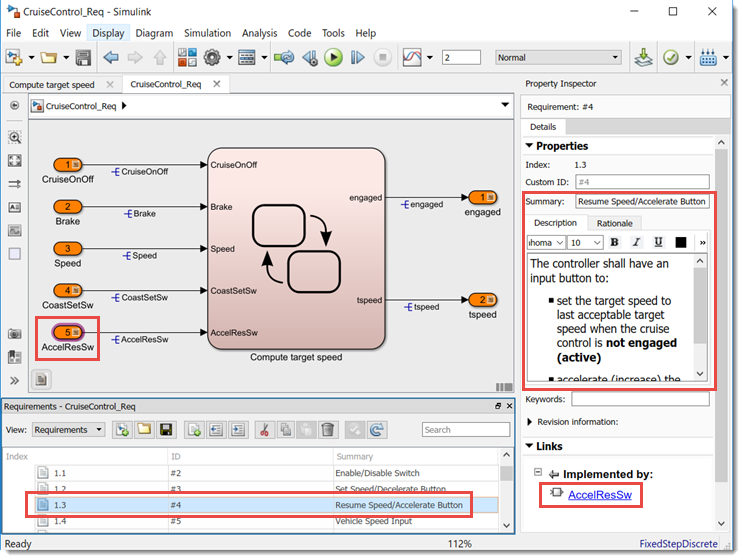 CruiseControl_Req - Simulink
File Edit View Display Diagram Simulation Analysis Code Tools Help
2 Normal
Compute target speed CruiseControl_Req
CruiseControl_Req
1
CruiseOnOff
CruiseOnOff
CruiseOnOff
2
Brake
Brake
Brake
3
Speed
Speed
Speed
4
CoastSetSw
CoastSetSw
CoastSetSw
5
AccelResSw
AccelResSw
AccelResSw
engaged
engaged
1
engaged
tspeed
tspeed
2
tspeed
Compute target speed
Requirements - CruiseControl_Req
View: Requirements Search
Index ID Summary
1.1 #2 Enable/Disable Switch
1.2 #3 Set Speed/Decelerate Button
1.3 #4 Resume Speed/Accelerate Button
1.4 #5 Vehicle Speed Input
Property Inspector
Requirement: #4
Details
Properties
Index: 1.3
Custom ID: #4
Summary: Resume Speed/Accelerate Button
Description Rationale
homa 10 B I U »
The controller shall have an
input button to:
set the target speed to
last acceptable target
speed when the cruise
control is not engaged
(active)
accelerate (increase) the
Keywords:
Revision information:
Links
Implemented by:
AccelResSw
Ready 112% FixedStepDiscrete